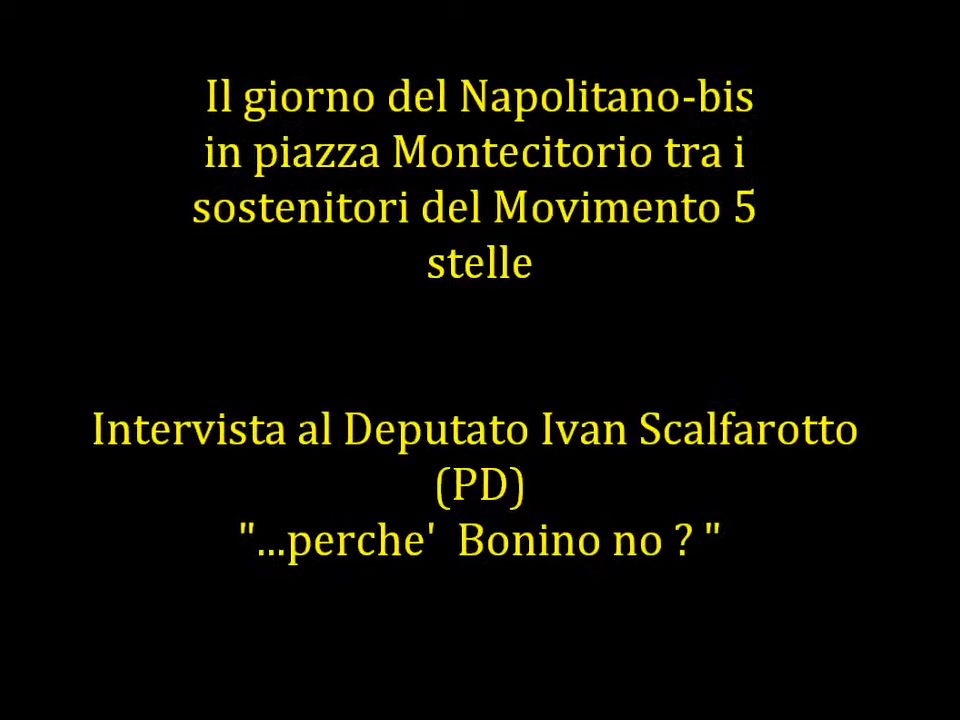 Il giorno del Napolitano-bis
in piazza Montecitorio tra i
sostenitori del Movimento 5
stelle
Intervista al Deputato Ivan Scalfarotto
(PD)
"...perche' Bonino no ? "